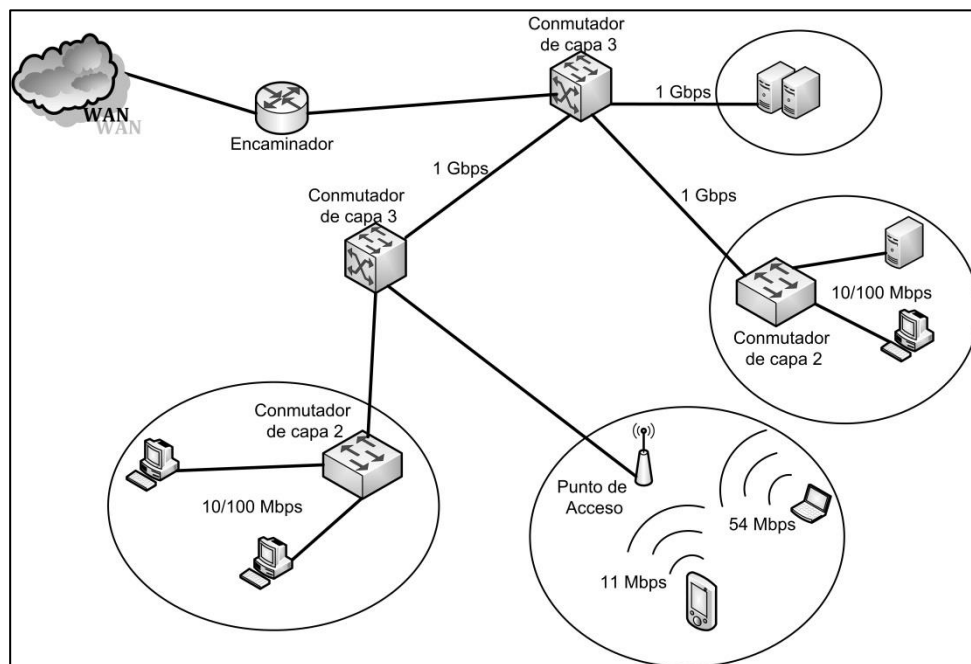 Conmutador
de capa 3
WAN
WAN
Encaminador
1 Gbps
1 Gbps
1 Gbps
Conmutador
de capa 3
10/100 Mbps
Conmutador
de capa 2
Conmutador
de capa 2
10/100 Mbps
Punto de
Acceso
54 Mbps
11 Mbps